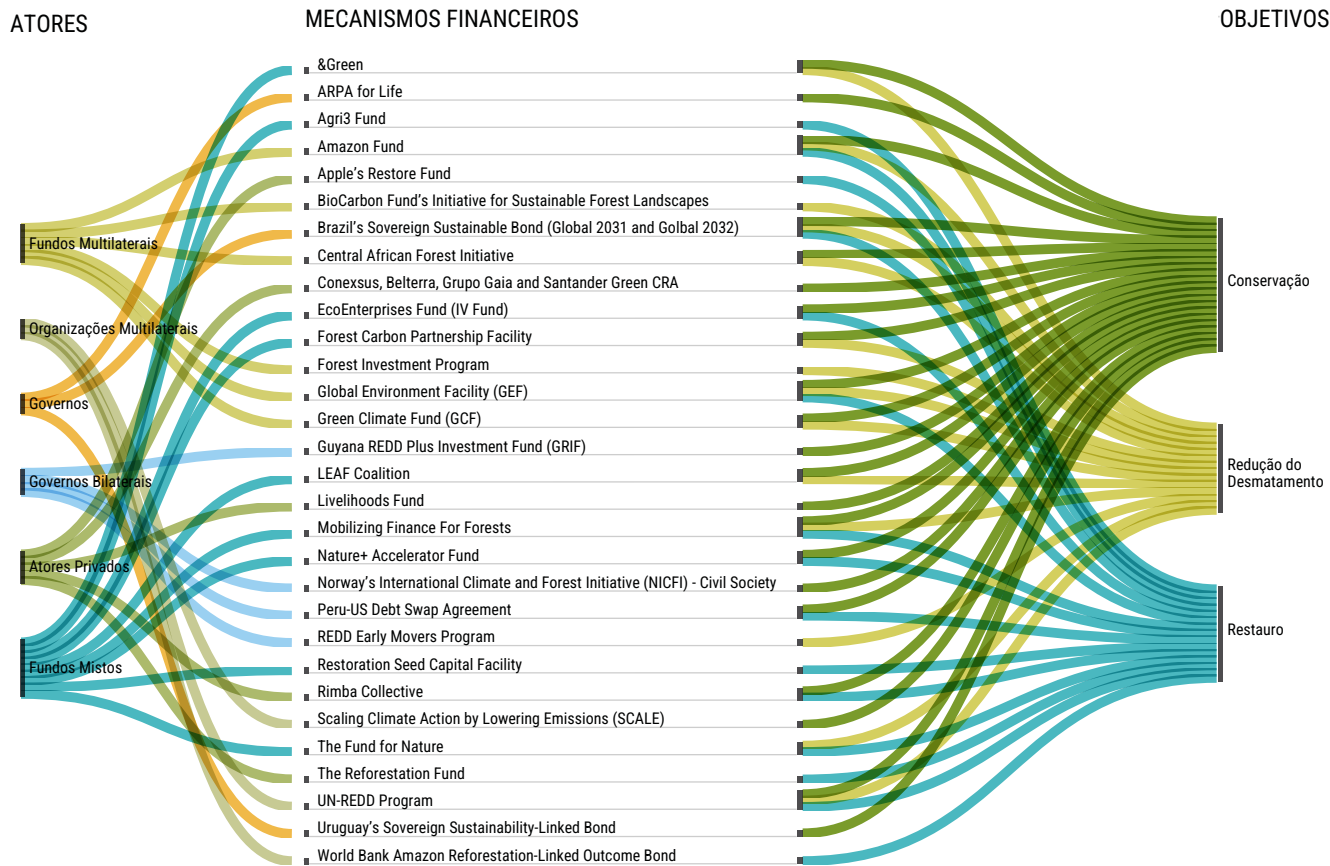 ATORES
MECANISMOS FINANCEIROS
OBJETIVOS
Fundos Multilaterais
Organizações Multilaterais
Governos
Governos Bilaterais
Atores Privados
Fundos Mistos
&Green
ARPA for Life
Agri3 Fund
Amazon Fund
Apple's Restore Fund
BioCarbon Fund's Initiative for Sustainable Forest Landscapes
Brazil's Sovereign Sustainable Bond (Global 2031 and Golbal 2032)
Central African Forest Initiative
Conexsus, Belterra, Grupo Gaia and Santander Green CRA
EcoEnterprises Fund (IV Fund)
Forest Carbon Partnership Facility
Forest Investment Program
Global Environment Facility (GEF)
Green Climate Fund (GCF)
Guyana REDD Plus Investment Fund (GRIF)
LEAF Coalition
Livelihoods Fund
Mobilizing Finance For Forests
Nature+ Accelerator Fund
Norway's International Climate and Forest Initiative (NICFI) - Civil Society
Peru-US Debt Swap Agreement
REDD Early Movers Program
Restoration Seed Capital Facility
Rimba Collective
Scaling Climate Action by Lowering Emissions (SCALE)
The Fund for Nature
The Reforestation Fund
UN-REDD Program
Uruguay's Sovereign Sustainability-Linked Bond
World Bank Amazon Reforestation-Linked Outcome Bond
Conservação
Redução do
Desmatamento
Restauro